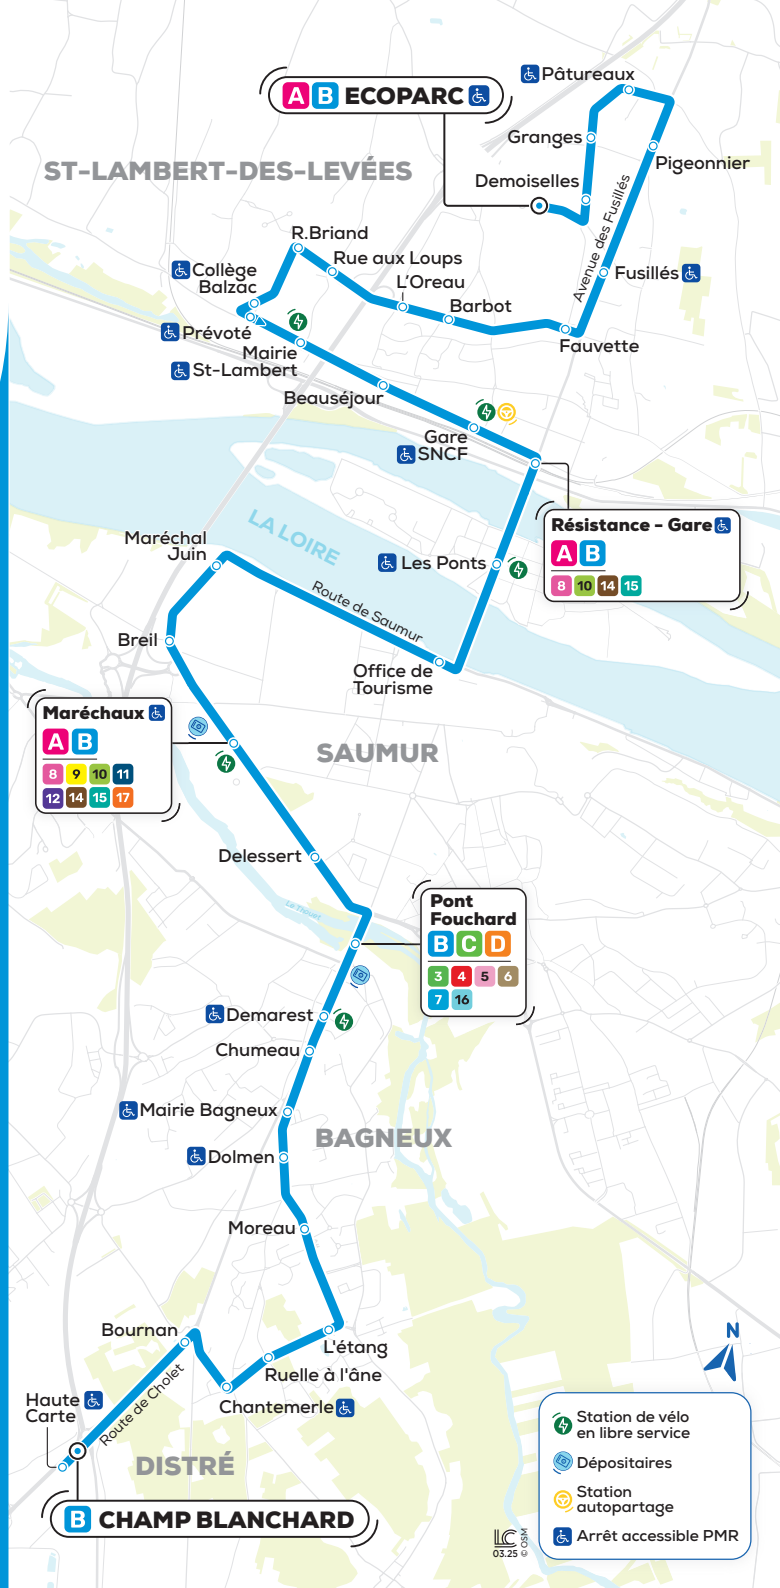 Pâtureaux
A B ECOPARC
Granges
Pigeonnier
ST-LAMBERT-DES-LEVÉES
Demoiselles
Avenue des Fusillés
R.Briand
Rue aux Loups
Collège
Balzac
L'Oreau
Fusillés
Barbot
Prévoté
Fauvette
Mairie
St-Lambert
Beauséjour
Gare
SNCF
LA LOIRE
Résistance - Gare
A B
8 10 14 15
Maréchal
Juin
Les Ponts
Route de Saumur
Breil
Office de
Tourisme
Maréchaux
A B
8 9 10 11
12 14 15 17
SAUMUR
Delessert
Le Thouet
Pont
Fouchard
B C D
3 4 5 6
7 16
Demarest
Chumeau
Mairie Bagneux
BAGNEUX
Dolmen
Moreau
Bournan
L'étang
Ruelle à l'âne
Chantemerle
Route de Cholet
Haute
Carte
DISTRÉ
B CHAMP BLANCHARD
N
Station de vélo
en libre service
Dépositaires
Station
autopartage
Arrêt accessible PMR
LC
03.25 © OSM